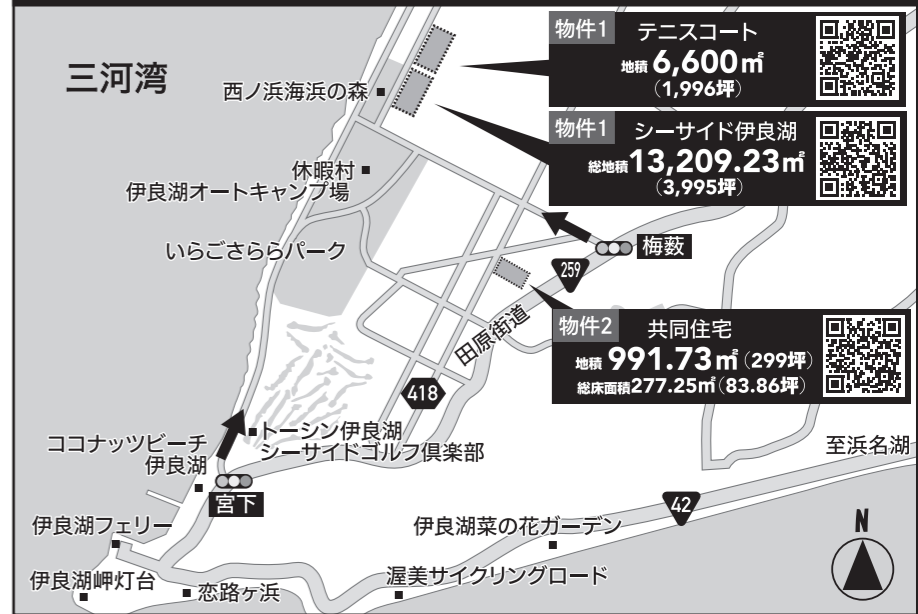 物件1
テニスコート
地積 6,600㎡
（1,996坪）
三河湾
西ノ浜海浜の森
物件1
シーサイド伊良湖
総地積13,209.23㎡
（3,995坪）
休暇村
伊良湖オートキャンプ場
いらごさららパーク
梅薮
259
田原街道
物件2
共同住宅
地積 991.73㎡（299坪）
総床面積277.25㎡（83.86坪）
418
トーシン伊良湖
シーサイドゴルフ倶楽部
ココナッツビーチ
伊良湖
至浜名湖
宮下
42
伊良湖フェリー
伊良湖菜の花ガーデン
N
伊良湖岬灯台
恋路ヶ浜
渥美サイクリングロード